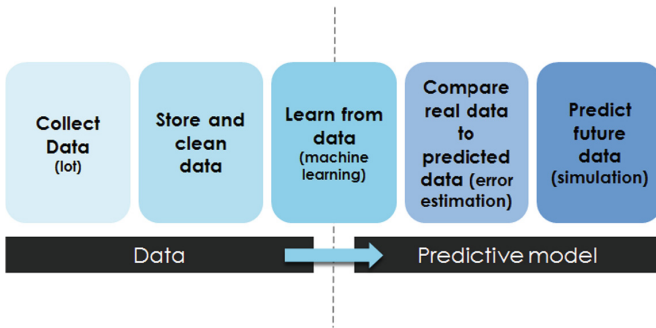 Collect
Data
(Iot)
Store and
clean
data
Learn from
data
(machine
learning)
Compare
real data
to
predicted
data (error
estimation)
Predict
future
data
(simulation)
Data
Predictive model